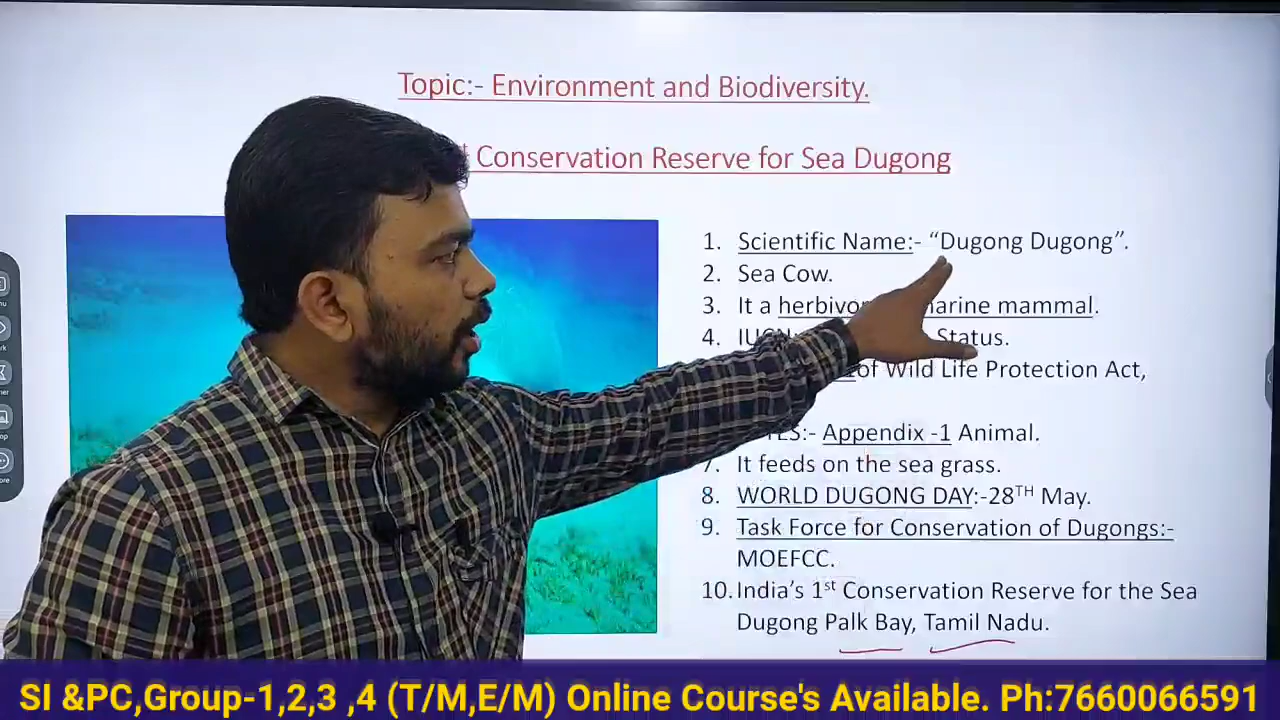 Topic:- Environment and Biodiversity.
Conservation Reserve for Sea Dugong
1. Scientific Name:- “Dugong Dugong”.
2. Sea Cow.
3. It a marine mammal.
4. Status.
of Wild Life Protection Act,
Appendix -1 Animal.
7. It feeds on the sea grass.
8. WORLD DUGONG DAY:-28TH May.
9. Task Force for Conservation of Dugongs:-
MOEFCC.
10. India’s 1st Conservation Reserve for the Sea
Dugong Palk Bay, Tamil Nadu.
SI &PC,Group-1,2,3 ,4 (T/M,E/M) Online Course's Available. Ph:7660066591